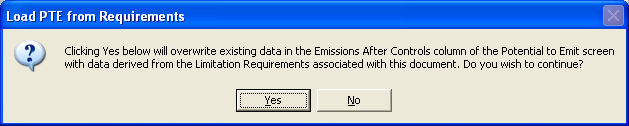 Load PTE from Requirements
Clicking Yes below will overwrite existing data in the Emissions After Controls column of the Potential to Emit screen
with data derived from the Limitation Requirements associated with this document. Do you wish to continue?
Yes No